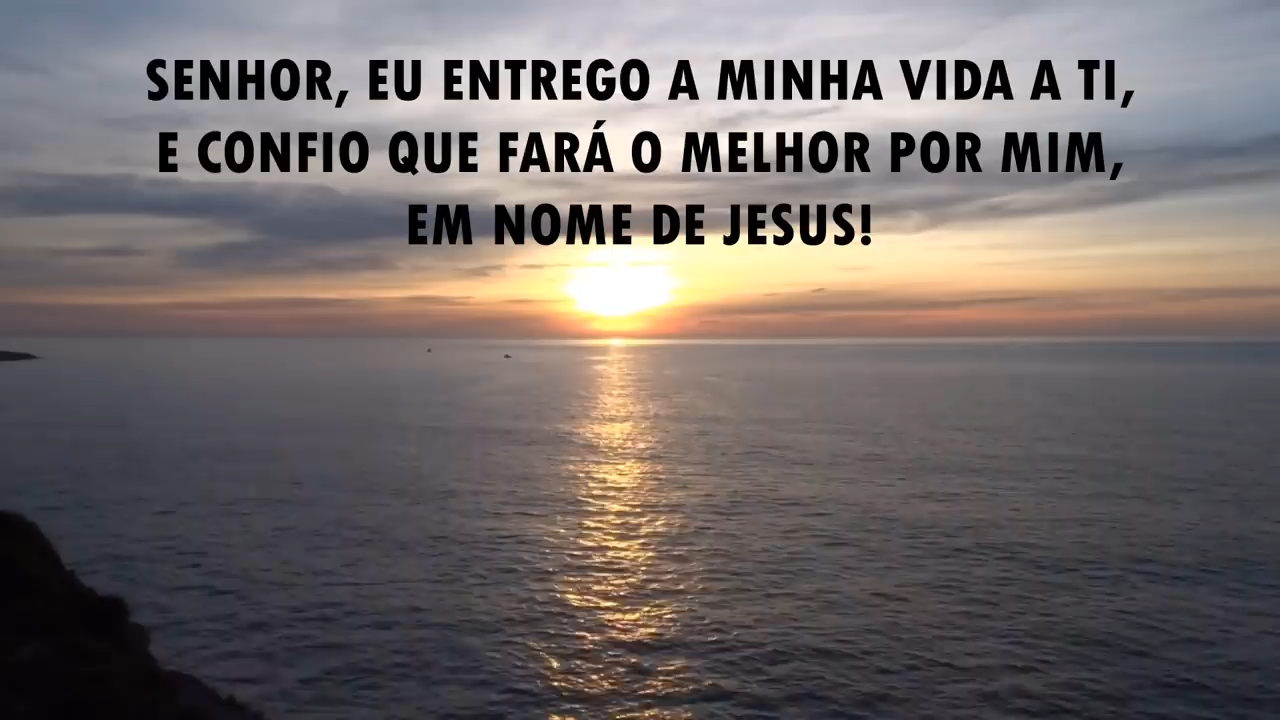 SENHOR, EU ENTREGO A MINHA VIDA A TI,
E CONFIO QUE FARÁ O MELHOR POR MIM,
EM NOME DE JESUS!